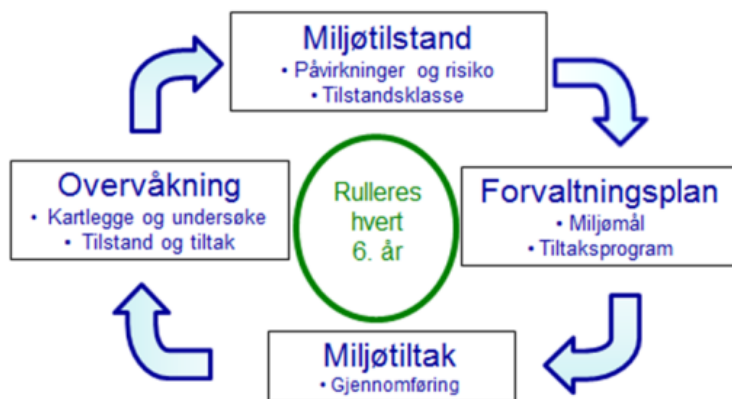 Miljøtilstand
• Påvirkninger og risiko
• Tilstandsklasse
Overvåkning
• Kartlegge og undersøke
• Tilstand og tiltak
Rulleres
hvert
6. år
Forvaltningsplan
• Miljømål
• Tiltaksprogram
Miljøtiltak
• Gjennomføring